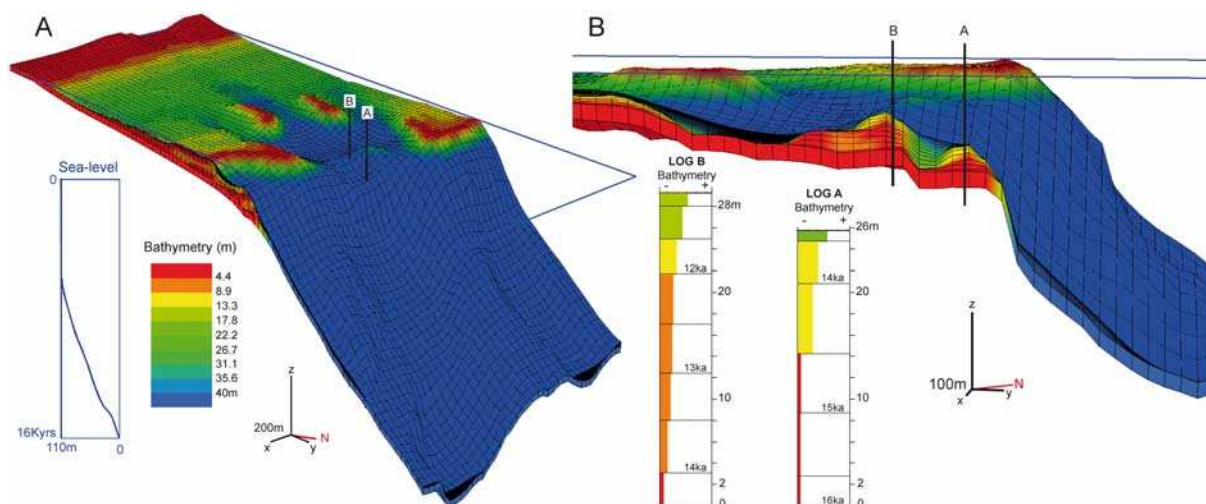 A
B
A
Sea-level
0
16Kyrs
110m
0
Bathymetry (m)
4.4
8.9
13.3
17.8
22.2
26.7
31.1
35.6
40m
z
200m
x
y
N
B
B
A
LOG B
Bathymetry
- +
28m
12ka
20
13ka
10
14ka
2
0
LOG A
Bathymetry
- +
26m
14ka
20
10
15ka
2
16ka
0
z
100m
x
y
N